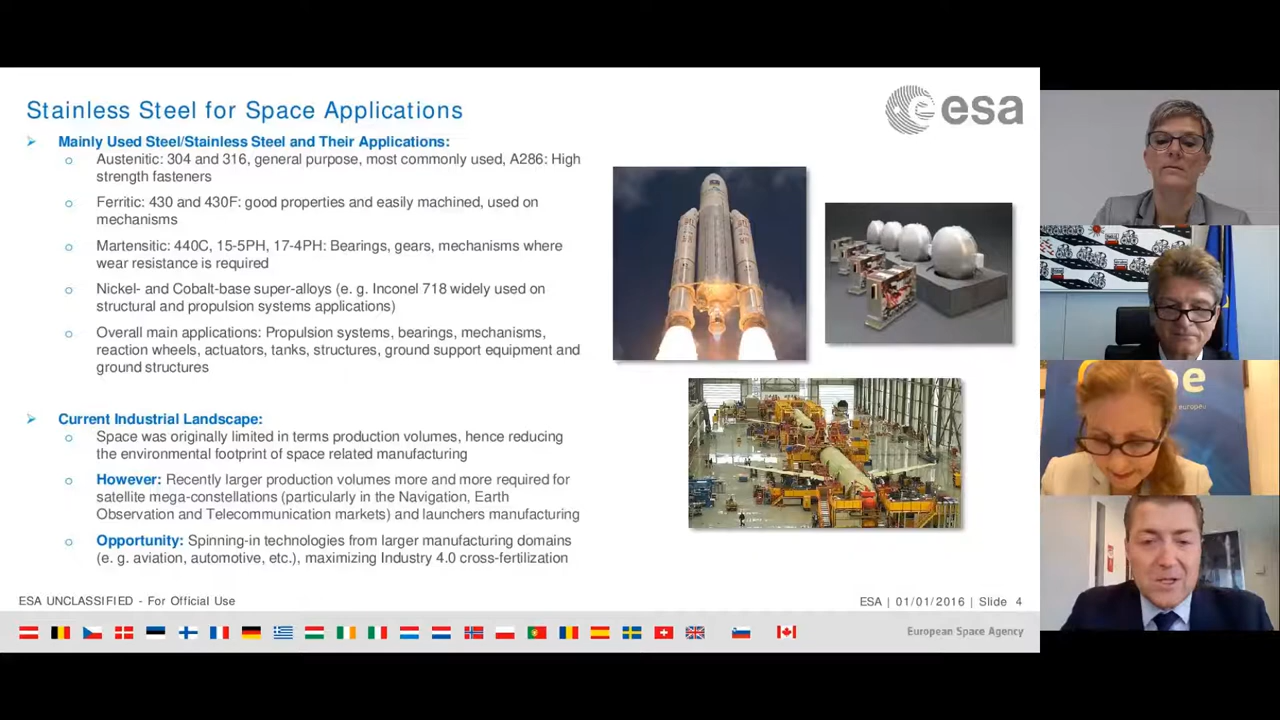 Stainless Steel for Space Applications
esa
Mainly Used Steel/Stainless Steel and Their Applications:
Austenitic: 304 and 316, general purpose, most commonly used, A286: High
strength fasteners
Ferritic: 430 and 430F: good properties and easily machined, used on
mechanisms
Martensitic: 440C, 15-5PH, 17-4PH: Bearings, gears, mechanisms where
wear resistance is required
Nickel- and Cobalt-base super-alloys (e. g. Inconel 718 widely used on
structural and propulsion systems applications)
Overall main applications: Propulsion systems, bearings, mechanisms,
reaction wheels, actuators, tanks, structures, ground support equipment and
ground structures
Current Industrial Landscape:
Space was originally limited in terms production volumes, hence reducing
the environmental footprint of space related manufacturing
However: Recently larger production volumes more and more required for
satellite mega-constellations (particularly in the Navigation, Earth
Observation and Telecommunication markets) and launchers manufacturing
Opportunity: Spinning-in technologies from larger manufacturing domains
(e. g. aviation, automotive, etc.), maximizing Industry 4.0 cross-fertilization
ESA UNCLASSIFIED - For Official Use
ESA | 01/01/2016 | Slide 4
European Space Agency